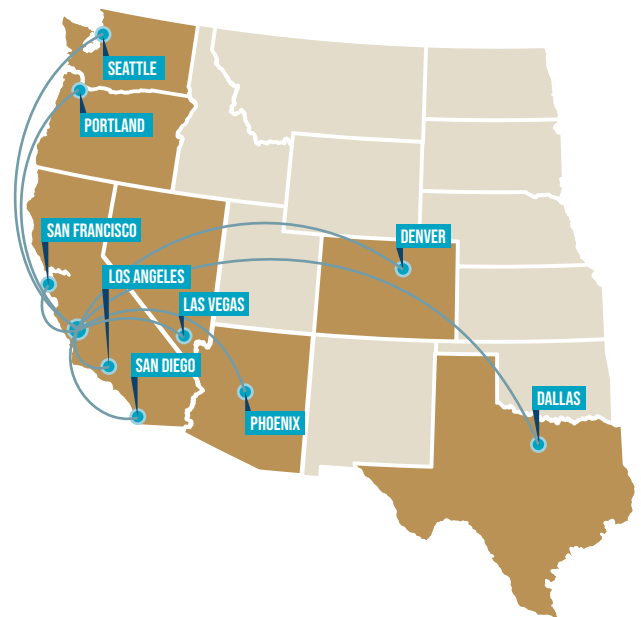 SEATTLE
PORTLAND
SAN FRANCISCO
DENVER
LOS ANGELES
LAS VEGAS
SAN DIEGO
DALLAS
PHOENIX